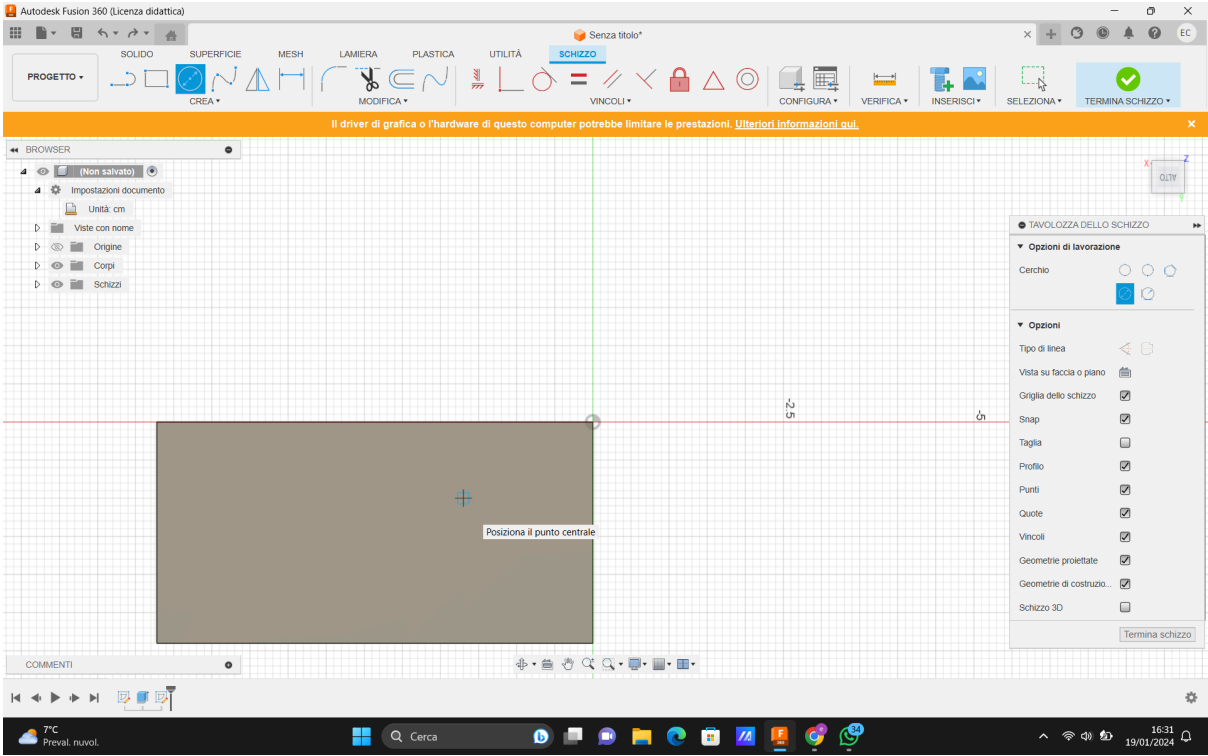 Autodesk Fusion 360 (Licenza didattica)
Senza titolo*
EC
SOLIDO SUPERFICIE MESH LAMIERA PLASTICA UTILITÀ SCHIZZO
PROGETTO
CREA MODIFICA VINCOLI CONFIGURA VERIFICA INSERISCI SELEZIONA TERMINA SCHIZZO
Il driver di grafica o l'hardware di questo computer potrebbe limitare le prestazioni. Ulteriori informazioni qui.
BROWSER
(Non salvato)
Impostazioni documento
Unità: cm
Viste con nome
Origine
Corpi
Schizzi
X Z
ALTO
Y
TAVOLOZZA DELLO SCHIZZO
Opzioni di lavorazione
Cerchio
Opzioni
Tipo di linea
Vista su faccia o piano
Griglia dello schizzo
Snap
Taglia
Profilo
Punti
Quote
Vincoli
Geometrie proiettate
Geometrie di costruzio...
Schizzo 3D
Termina schizzo
-2.5
-5
Posiziona il punto centrale
COMMENTI
7°C
Preval. nuvol.
Cerca
F
360
34
16:31
19/01/2024